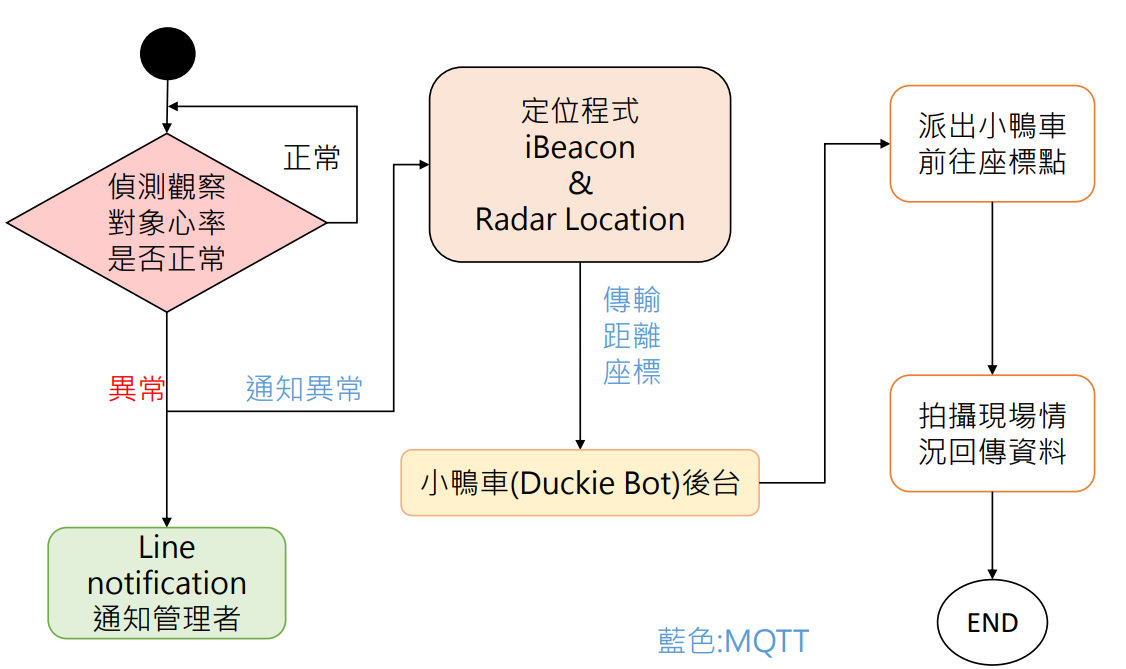 正常
偵測觀察
對象心率
是否正常
異常
通知異常
Line
notification
通知管理者
定位程式
iBeacon
&
Radar Location
傳輸
距離
座標
小鴨車(Duckie Bot)後台
派出小鴨車
前往座標點
拍攝現場情
況回傳資料
END
藍色:MQTT